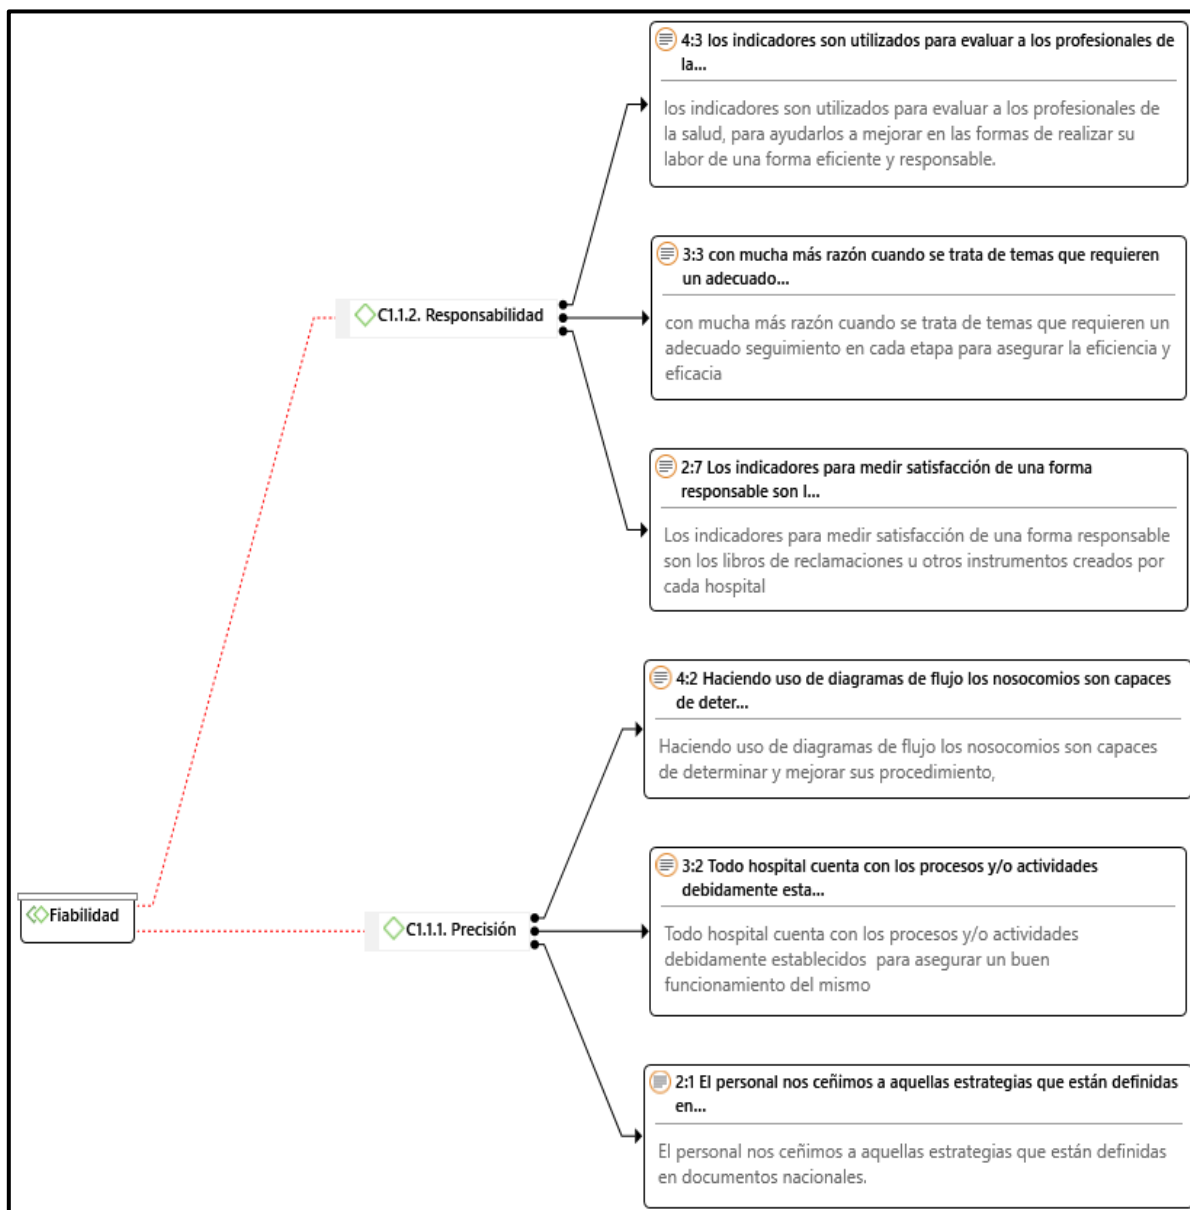 4:3 los indicadores son utilizados para evaluar a los profesionales de
la...
los indicadores son utilizados para evaluar a los profesionales de
la salud, para ayudarlos a mejorar en las formas de realizar su
labor de una forma eficiente y responsable.
3:3 con mucha más razón cuando se trata de temas que requieren
un adecuado...
con mucha más razón cuando se trata de temas que requieren un
adecuado seguimiento en cada etapa para asegurar la eficiencia y
eficacia
C1.1.2. Responsabilidad
2:7 Los indicadores para medir satisfacción de una forma
responsable son l...
Los indicadores para medir satisfacción de una forma responsable
son los libros de reclamaciones u otros instrumentos creados por
cada hospital
4:2 Haciendo uso de diagramas de flujo los nosocomios son capaces
de deter...
Haciendo uso de diagramas de flujo los nosocomios son capaces
de determinar y mejorar sus procedimiento,
3:2 Todo hospital cuenta con los procesos y/o actividades
debidamente esta...
Todo hospital cuenta con los procesos y/o actividades
debidamente establecidos  para asegurar un buen
funcionamiento del mismo
Fiabilidad
C1.1.1. Precisión
2:1 El personal nos ceñimos a aquellas estrategias que están definidas
en...
El personal nos ceñimos a aquellas estrategias que están definidas
en documentos nacionales.